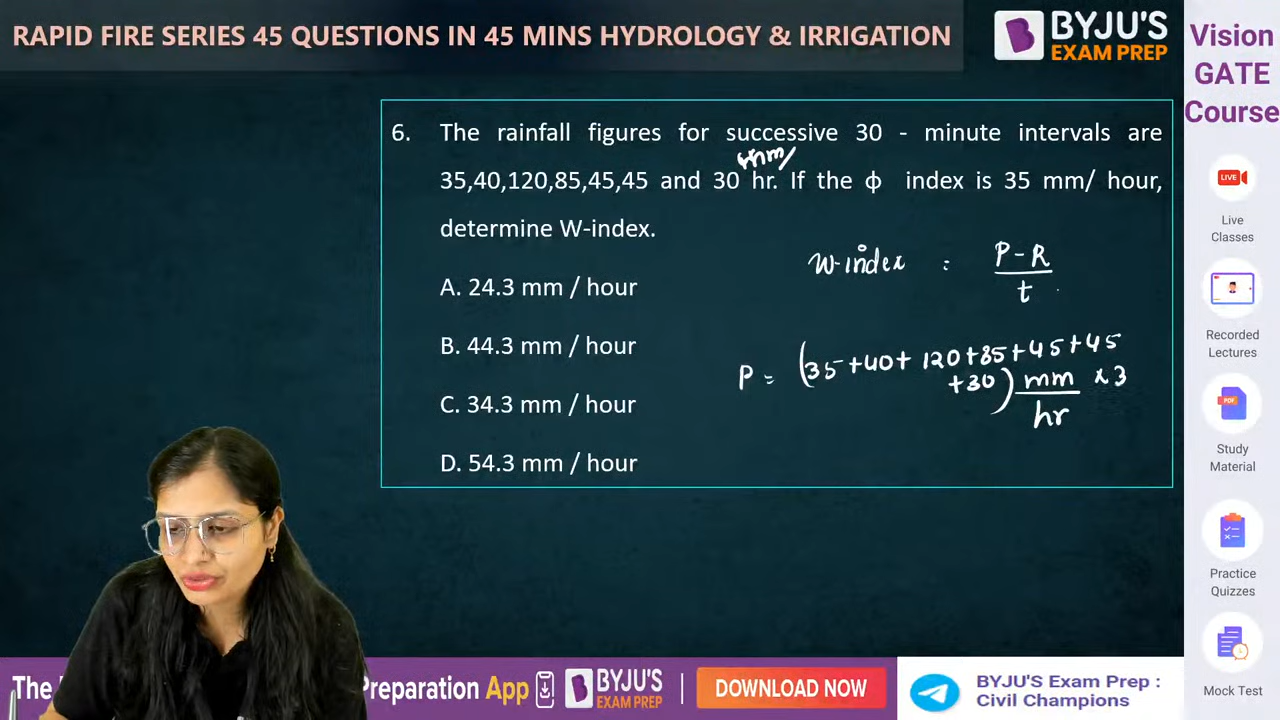 RAPID FIRE SERIES 45 QUESTIONS IN 45 MINS HYDROLOGY & IRRIGATION
BYJU'S
EXAM PREP
Vision
GATE
Course
6. The rainfall figures for successive 30 - minute intervals are
mm/
35,40,120,85,45,45 and 30 hr. If the ϕ index is 35 mm/ hour,
determine W-index.
W-index = P-R
t
A. 24.3 mm / hour
B. 44.3 mm / hour
P = (35+40+120+85+45+45
+30) mm x 3
hr
C. 34.3 mm / hour
D. 54.3 mm / hour
LIVE
Live
Classes
Recorded
Lectures
PDF
Study
Material
Practice
Quizzes
Mock Test
The
Preparation App
BYJU'S
EXAM PREP
DOWNLOAD NOW
BYJU'S Exam Prep :
Civil Champions